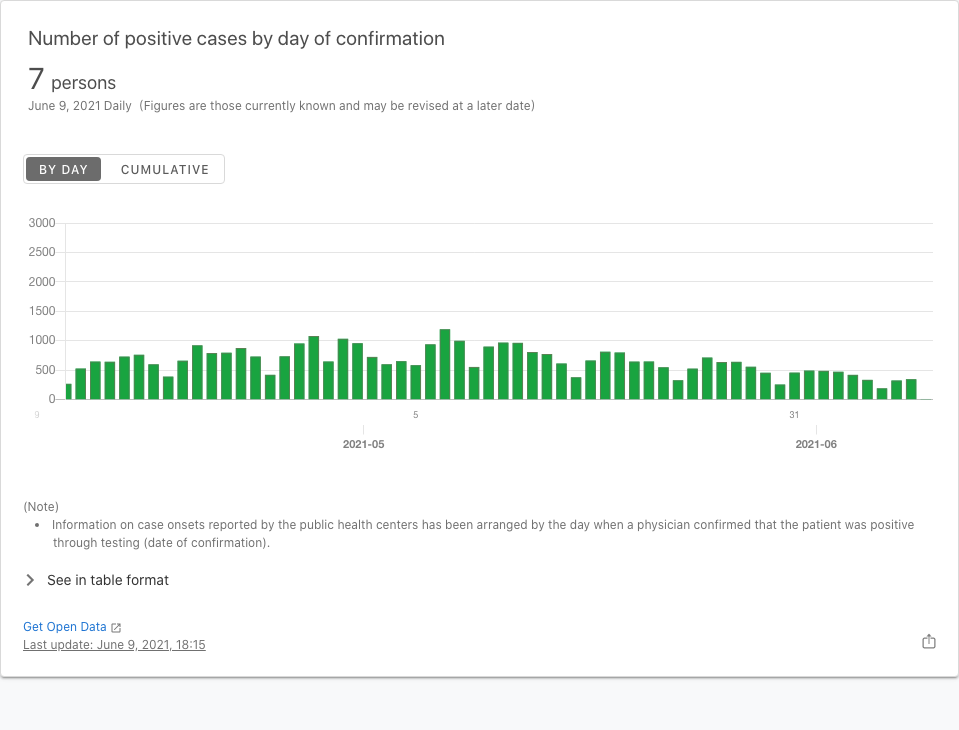 Number of positive cases by day of confirmation
7 persons
June 9, 2021 Daily (Figures are those currently known and may be revised at a later date)
BY DAY CUMULATIVE
3000
2500
2000
1500
1000
500
0
9 5 31
2021-05 2021-06
(Note)
• Information on case onsets reported by the public health centers has been arranged by the day when a physician confirmed that the patient was positive
through testing (date of confirmation).
See in table format
Get Open Data
Last update: June 9, 2021, 18:15